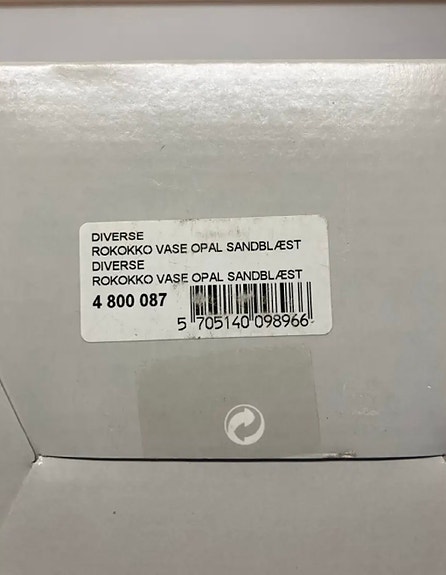 DIVERSE
ROKOKKO VASE OPAL SANDBLÆST
DIVERSE
ROKOKKO VASE OPAL SANDBLÆST
4 800 087
5 705140 098966